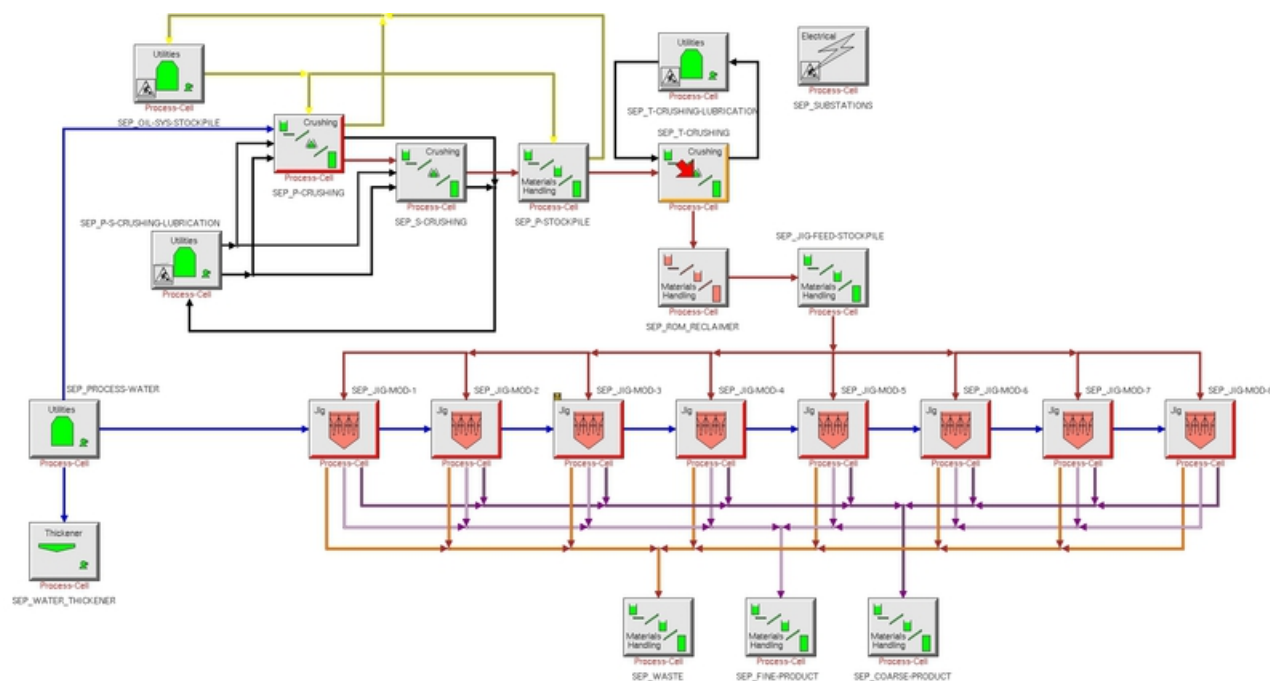 Utilities
Process-Cell
SEP_OIL-SYS-STOCKPILE
Crushing
Process-Cell
SEP_P-CRUSHING
Crushing
Process-Cell
SEP_S-CRUSHING
Materials
Handling
Process-Cell
SEP_P-STOCKPILE
Utilities
Process-Cell
SEP_T-CRUSHING-LUBRICATION
SEP_T-CRUSHING
Crushing
Process-Cell
Electrical
Process-Cell
SEP_SUBSTATIONS
SEP_P-S-CRUSHING-LUBRICATION
Utilities
Process-Cell
Materials
Handling
Process-Cell
SEP_ROM_RECLAIMER
SEP_JIG-FEED-STOCKPILE
Materials
Handling
Process-Cell
SEP_PROCESS-WATER
Utilities
Process-Cell
SEP_JIG-MOD-1
Jig
Process-Cell
SEP_JIG-MOD-2
Jig
Process-Cell
SEP_JIG-MOD-3
Jig
Process-Cell
SEP_JIG-MOD-4
Jig
Process-Cell
SEP_JIG-MOD-5
Jig
Process-Cell
SEP_JIG-MOD-6
Jig
Process-Cell
SEP_JIG-MOD-7
Jig
Process-Cell
Jig
Process-Cell
Thickener
Process-Cell
SEP_WATER_THICKENER
Materials
Handling
Process-Cell
SEP_WASTE
Materials
Handling
Process-Cell
SEP_FINE-PRODUCT
Materials
Handling
Process-Cell
SEP_COARSE-PRODUCT